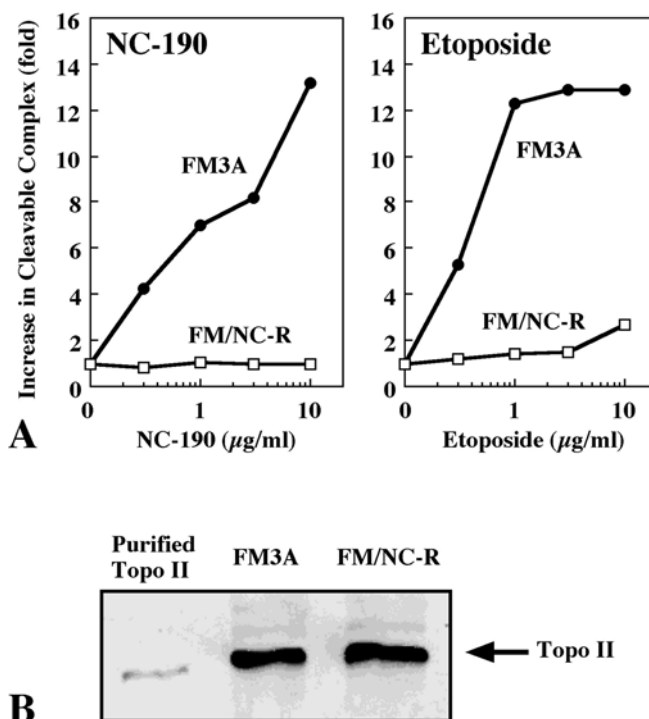 NC-190
Etoposide
Increase in Cleavable Complex (fold)
16
14
12
10
8
6
4
2
0
FM3A
FM/NC-R
0 1 10
NC-190 (µg/ml)
16
14
12
10
8
6
4
2
0
FM3A
FM/NC-R
0 1 10
Etoposide (µg/ml)
A
Purified
Topo II
FM3A
FM/NC-R
Topo II
B